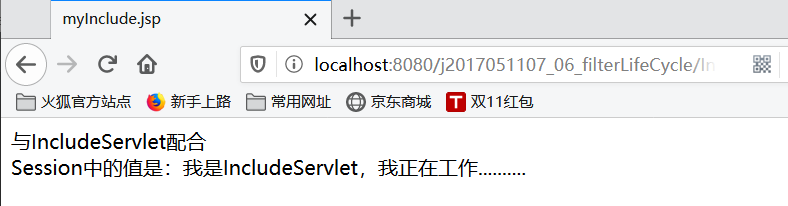 myInclude.jsp
localhost:8080/j2017051107_06_filterLifeCycle/In
火狐官方站点 新手上路 常用网址 京东商城 T 双11红包
与IncludeServlet配合
Session中的值是：我是IncludeServlet，我正在工作..........